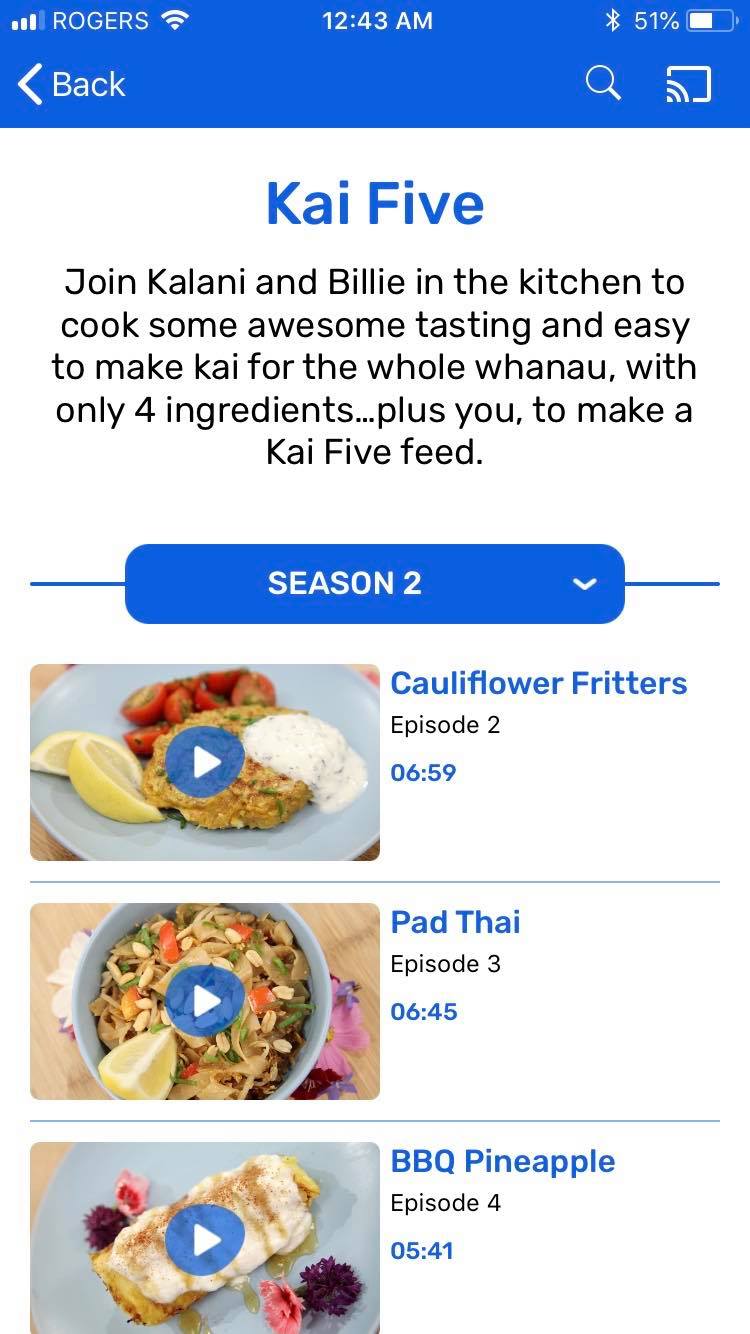 ROGERS 12:43 AM 51%
Back
Kai Five
Join Kalani and Billie in the kitchen to
cook some awesome tasting and easy
to make kai for the whole whanau, with
only 4 ingredients...plus you, to make a
Kai Five feed.
SEASON 2
Cauliflower Fritters
Episode 2
06:59
Pad Thai
Episode 3
06:45
BBQ Pineapple
Episode 4
05:41